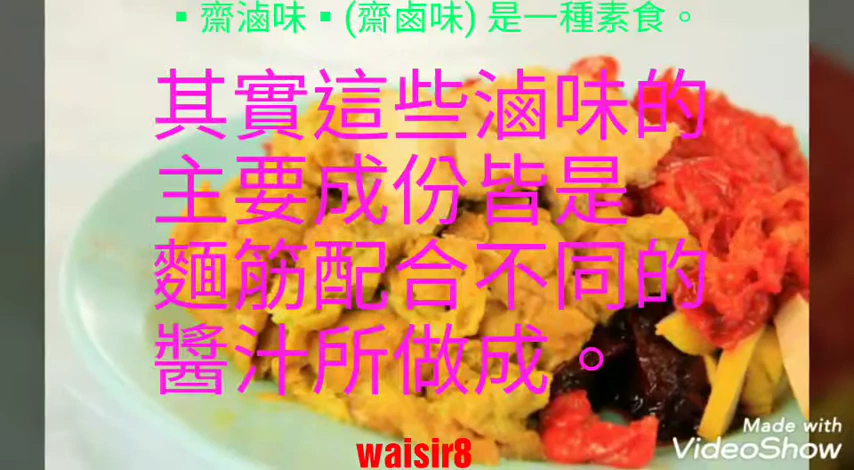 ▪齋滷味▪(齋鹵味) 是一種素食。
其實這些滷味的
主要成份皆是
麵筋配合不同的
醬汁所做成。
waisir8
Made with
VideoShow